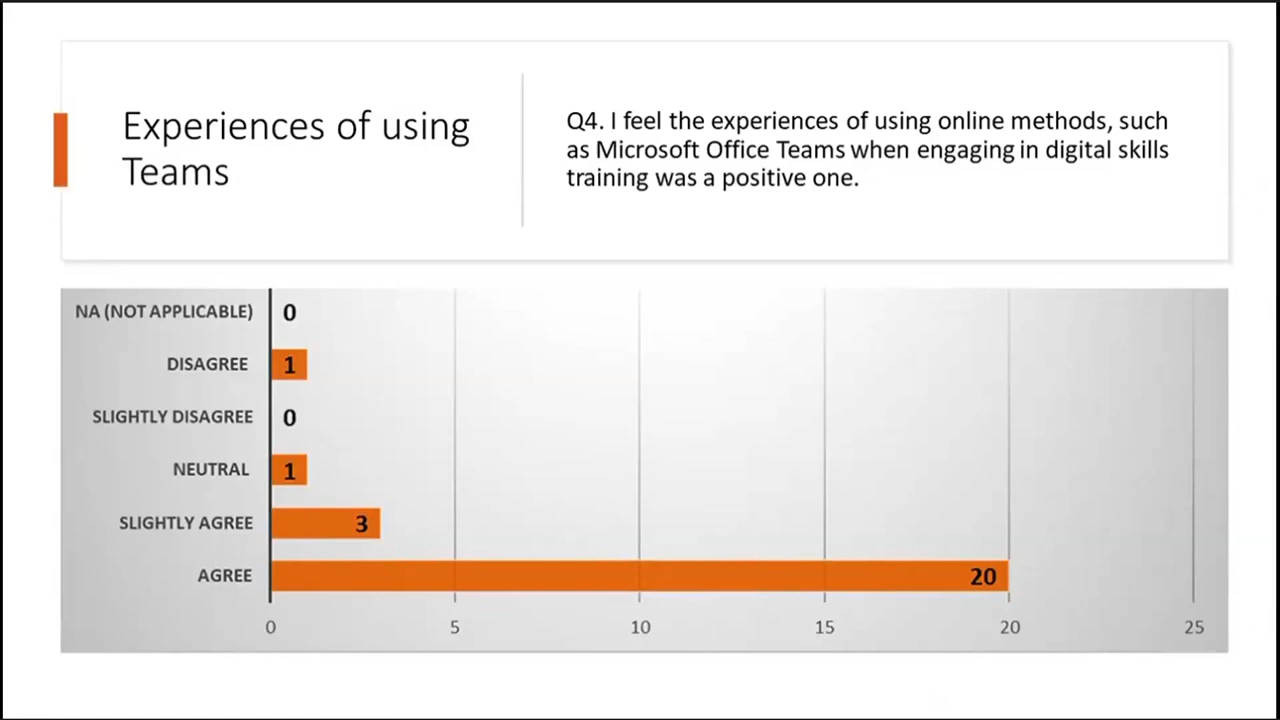 Experiences of using
Teams
Q4. I feel the experiences of using online methods, such
as Microsoft Office Teams when engaging in digital skills
training was a positive one.
NA (NOT APPLICABLE) 0
DISAGREE 1
SLIGHTLY DISAGREE 0
NEUTRAL 1
SLIGHTLY AGREE 3
AGREE 20
0 5 10 15 20 25